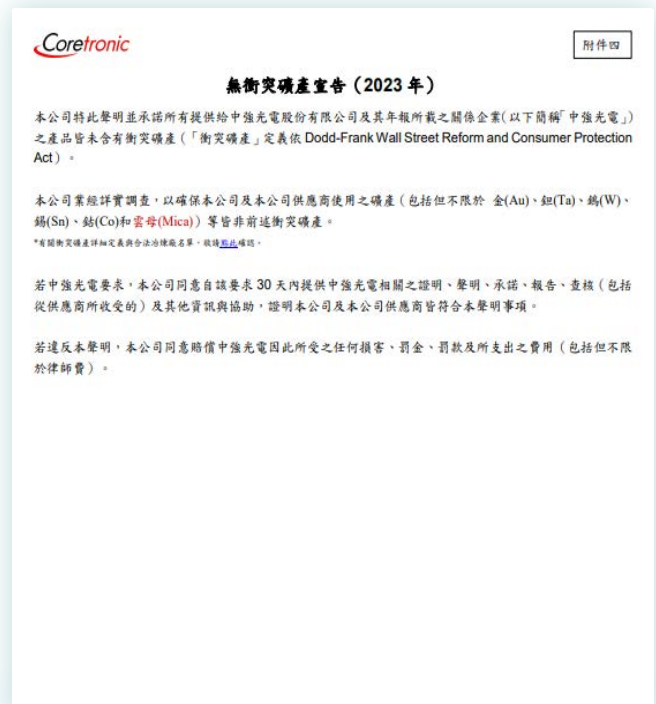 Coretronic
附件四
無衝突礦產宣告（2023 年）
本公司特此聲明並承諾所有提供給中強光電股份有限公司及其年報所載之關係企業(以下簡稱「中強光電」)
之產品皆未含有衝突礦產（「衝突礦產」定義依 Dodd-Frank Wall Street Reform and Consumer Protection
Act）。
本公司業經詳實調查，以確保本公司及本公司供應商使用之礦產（包括但不限於 金(Au)、鉭(Ta)、鎢(W)、
錫(Sn)、鈷(Co)和雲母(Mica)）等皆非前述衝突礦產。
*有關衝突礦產詳細定義與合法冶煉廠名單，敬請點此確認。
若中強光電要求，本公司同意自該要求 30 天內提供中強光電相關之證明、聲明、承諾、報告、查核（包括
從供應商所收受的）及其他資訊與協助，證明本公司及本公司供應商皆符合本聲明事項。
若違反本聲明，本公司同意賠償中強光電因此所受之任何損害、罰金、罰款及所支出之費用（包括但不限
於律師費）。